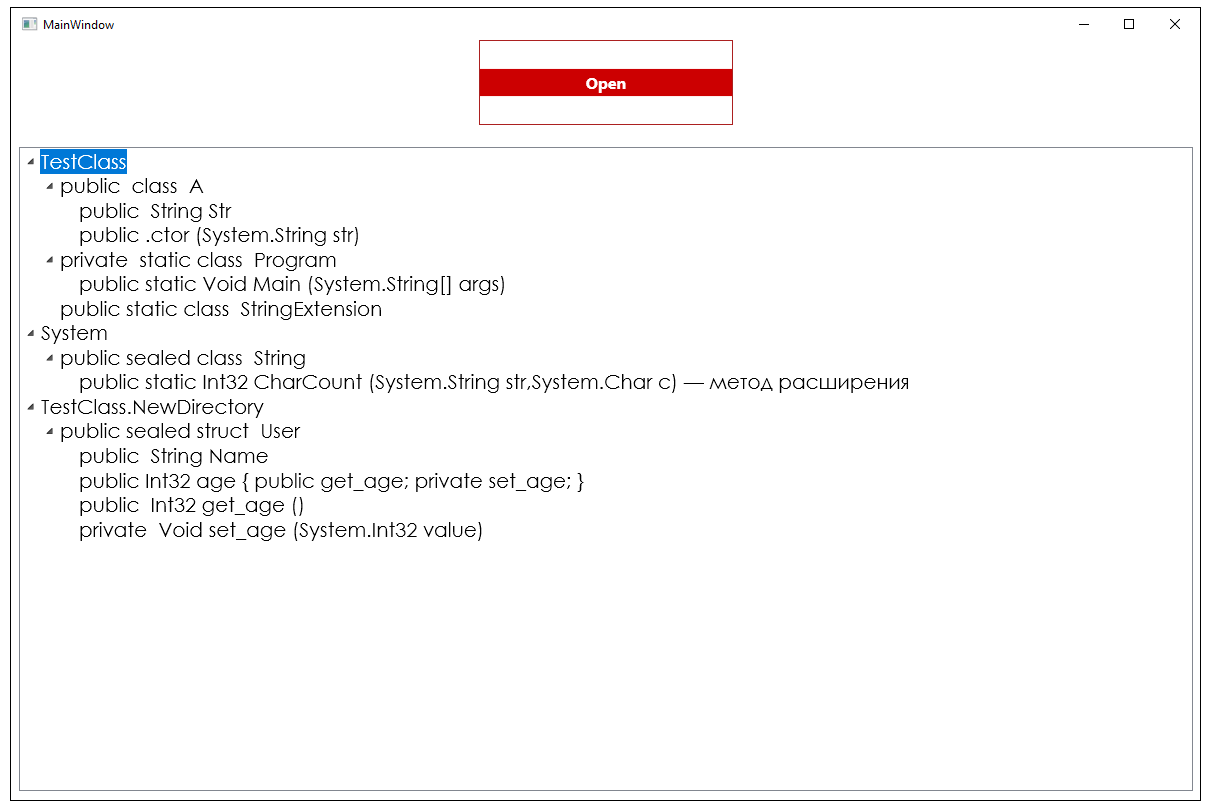 MainWindow
Open
TestClass
public  class  A
public  String Str
public .ctor (System.String str)
private  static class  Program
public static Void Main (System.String[] args)
public static class  StringExtension
System
public sealed class  String
public static Int32 CharCount (System.String str,System.Char c) — метод расширения
TestClass.NewDirectory
public sealed struct  User
public  String Name
public Int32 age { public get_age; private set_age; }
public  Int32 get_age ()
private  Void set_age (System.Int32 value)